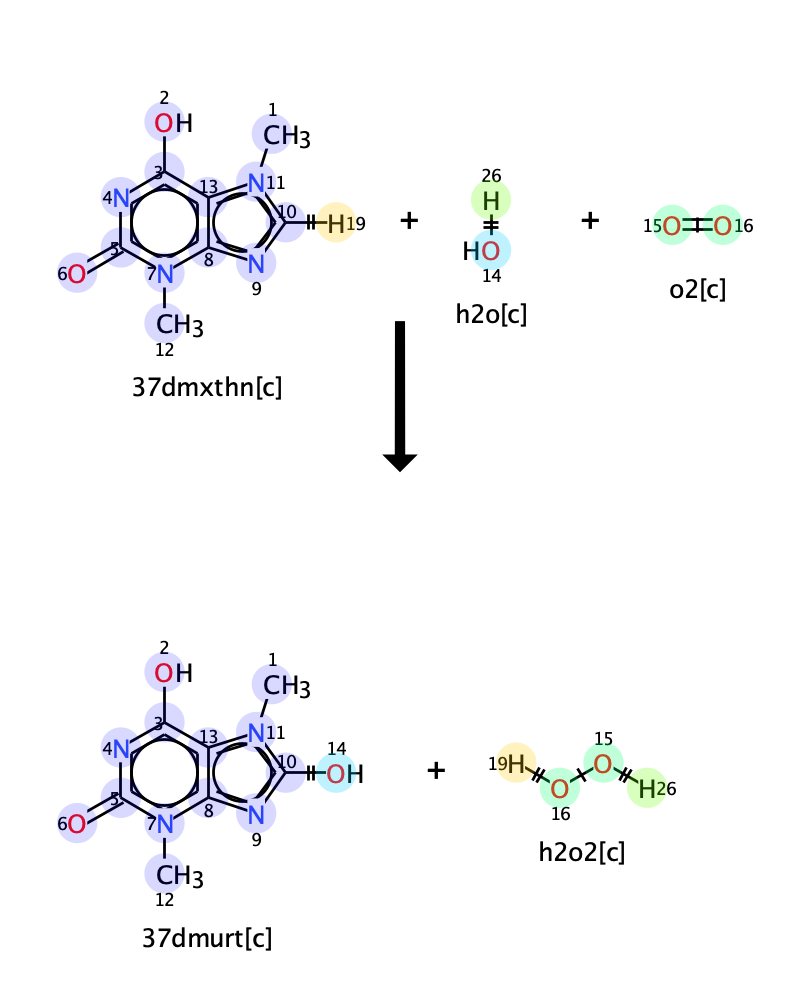 2
OH
1
CH3
3
13
N 11
4 N
10
H 19
5
6 O
7 N
8
N
9
CH3
12
37dmxthn[c]
+
26
H
HO
14
h2o[c]
+
15 O O 16
o2[c]
2
OH
1
CH3
3
13
N 11
4 N
10
14
OH
5
6 O
7 N
8
N
9
CH3
12
37dmurt[c]
+
19 H
O
16
15
O
H 26
h2o2[c]